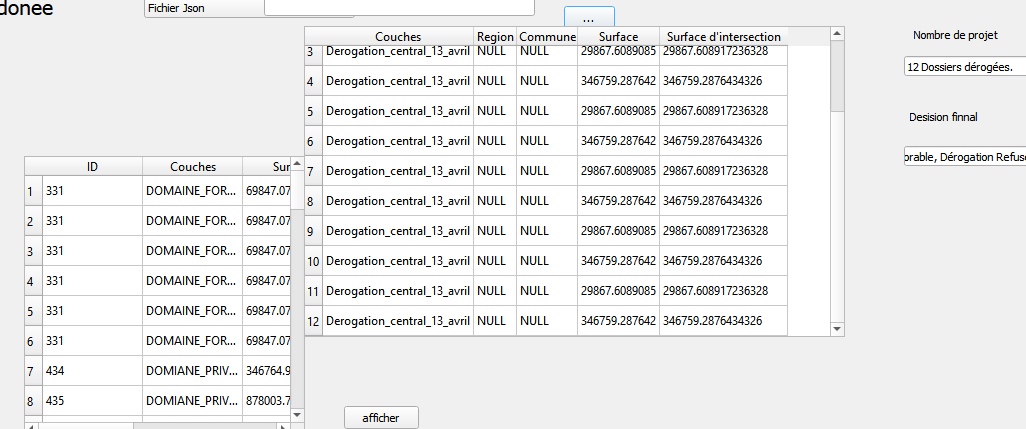 donee
Fichier Json
...
Couches Region Commune Surface Surface d'intersection
3 Derogation_central_13_avril NULL NULL 29867.6089085 29867.608917236328
4 Derogation_central_13_avril NULL NULL 346759.287642 346759.2876434326
5 Derogation_central_13_avril NULL NULL 29867.6089085 29867.608917236328
6 Derogation_central_13_avril NULL NULL 346759.287642 346759.2876434326
7 Derogation_central_13_avril NULL NULL 29867.6089085 29867.608917236328
8 Derogation_central_13_avril NULL NULL 346759.287642 346759.2876434326
9 Derogation_central_13_avril NULL NULL 29867.6089085 29867.608917236328
10 Derogation_central_13_avril NULL NULL 346759.287642 346759.2876434326
11 Derogation_central_13_avril NULL NULL 29867.6089085 29867.608917236328
12 Derogation_central_13_avril NULL NULL 346759.287642 346759.2876434326
Nombre de projet
12 Dossiers dérogées.
Desision finnal
orable, Dérogation Refus
ID Couches Sur
1 331 DOMAINE_FOR... 69847.07
2 331 DOMAINE_FOR... 69847.07
3 331 DOMAINE_FOR... 69847.07
4 331 DOMAINE_FOR... 69847.07
5 331 DOMAINE_FOR... 69847.07
6 331 DOMAINE_FOR... 69847.07
7 434 DOMIANE_PRIV... 346764.9
8 435 DOMIANE_PRIV... 878003.7
afficher